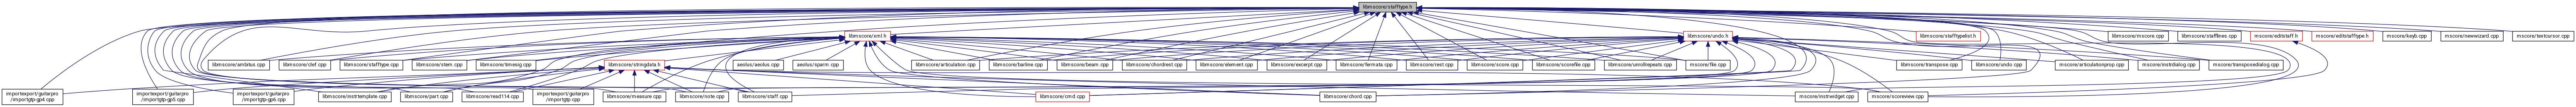 libmscore/stafftype.h
libmscore/xml.h
libmscore/undo.h
libmscore/stafftypelist.h
mscore/mscore.cpp
libmscore/stafflines.cpp
mscore/editstaff.h
mscore/editstafftype.h
mscore/keyb.cpp
mscore/newwizard.cpp
mscore/textcursor.cpp
libmscore/ambitus.cpp
libmscore/clef.cpp
libmscore/stafftype.cpp
libmscore/stem.cpp
libmscore/timesig.cpp
libmscore/stringdata.h
aeolus/aeolus.cpp
aeolus/sparm.cpp
libmscore/articulation.cpp
libmscore/barline.cpp
libmscore/beam.cpp
libmscore/chordrest.cpp
libmscore/element.cpp
libmscore/excerpt.cpp
libmscore/fermata.cpp
libmscore/rest.cpp
libmscore/score.cpp
libmscore/scorefile.cpp
libmscore/unrollrepeats.cpp
mscore/file.cpp
libmscore/transpose.cpp
libmscore/undo.cpp
mscore/articulationprop.cpp
mscore/instrdialog.cpp
mscore/transposedialog.cpp
importexport/guitarpro
/importgtp-gp4.cpp
importexport/guitarpro
/importgtp-gp5.cpp
importexport/guitarpro
/importgtp-gp6.cpp
libmscore/instrtemplate.cpp
libmscore/part.cpp
libmscore/read114.cpp
importexport/guitarpro
/importgtp.cpp
libmscore/measure.cpp
libmscore/note.cpp
libmscore/staff.cpp
libmscore/cmd.cpp
libmscore/chord.cpp
mscore/instrwidget.cpp
mscore/scoreview.cpp